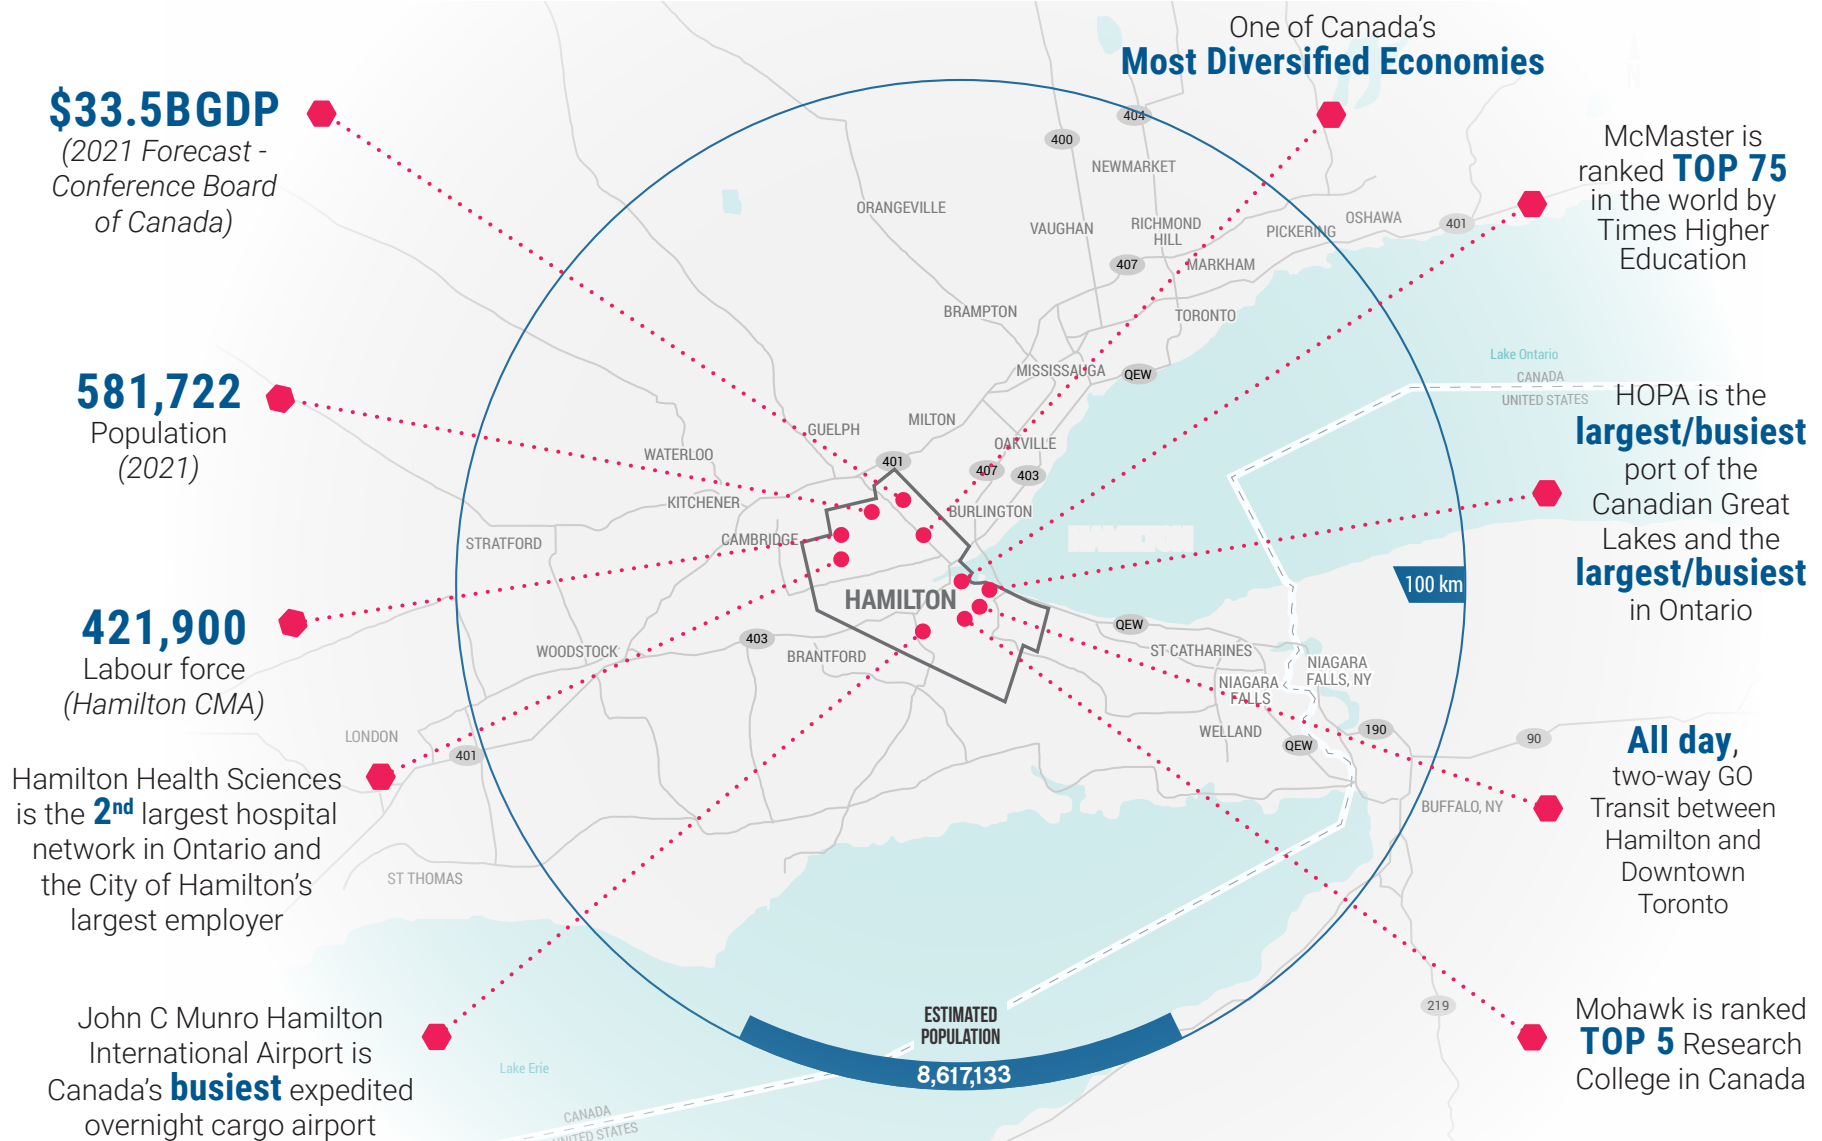 One of Canada's
Most Diversified Economies
$33.5BGDP
(2021 Forecast -
Conference Board
of Canada)
McMaster is
ranked TOP 75
in the world by
Times Higher
Education
581,722
Population
(2021)
HOPA is the
largest/busiest
port of the
Canadian Great
Lakes and the
largest/busiest
in Ontario
421,900
Labour force
(Hamilton CMA)
All day,
two-way GO
Transit between
Hamilton and
Downtown
Toronto
Hamilton Health Sciences
is the 2nd largest hospital
network in Ontario and
the City of Hamilton's
largest employer
Mohawk is ranked
TOP 5 Research
College in Canada
John C Munro Hamilton
International Airport is
Canada's busiest expedited
overnight cargo airport
404
400
NEWMARKET
ORANGEVILLE
VAUGHAN
RICHMOND
HILL
PICKERING
OSHAWA
401
407
MARKHAM
BRAMPTON
TORONTO
Lake Ontario
CANADA
UNITED STATES
MISSISSAUGA
QEW
MILTON
GUELPH
OAKVILLE
WATERLOO
401
407
403
KITCHENER
BURLINGTON
STRATFORD
CAMBRIDGE
100 km
HAMILTON
QEW
403
WOODSTOCK
BRANTFORD
ST CATHARINES
NIAGARA
FALLS, NY
NIAGARA
FALLS
WELLAND
QEW
190
90
LONDON
401
BUFFALO, NY
ST THOMAS
219
ESTIMATED
POPULATION
8,617,133
Lake Erie
CANADA
UNITED STATES